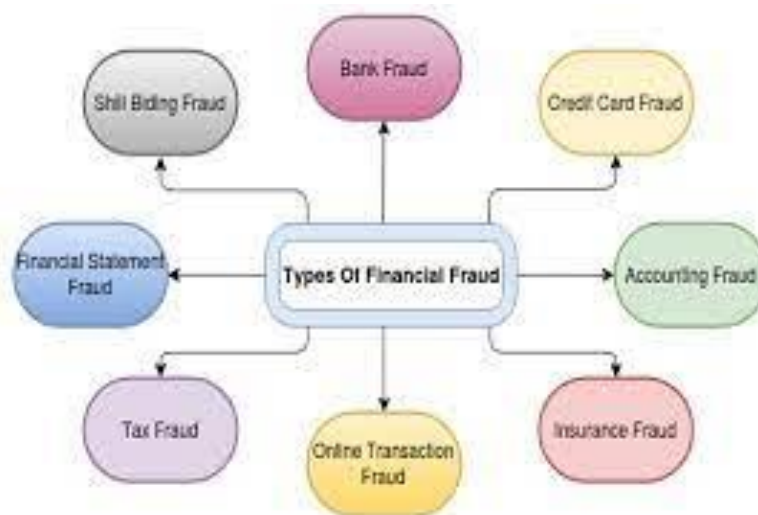 Bank Fraud
Shill Biding Fraud
Credit Card Fraud
Financial Statement
Fraud
Types Of Financial Fraud
Accounting Fraud
Tax Fraud
Online Transaction
Fraud
Insurance Fraud